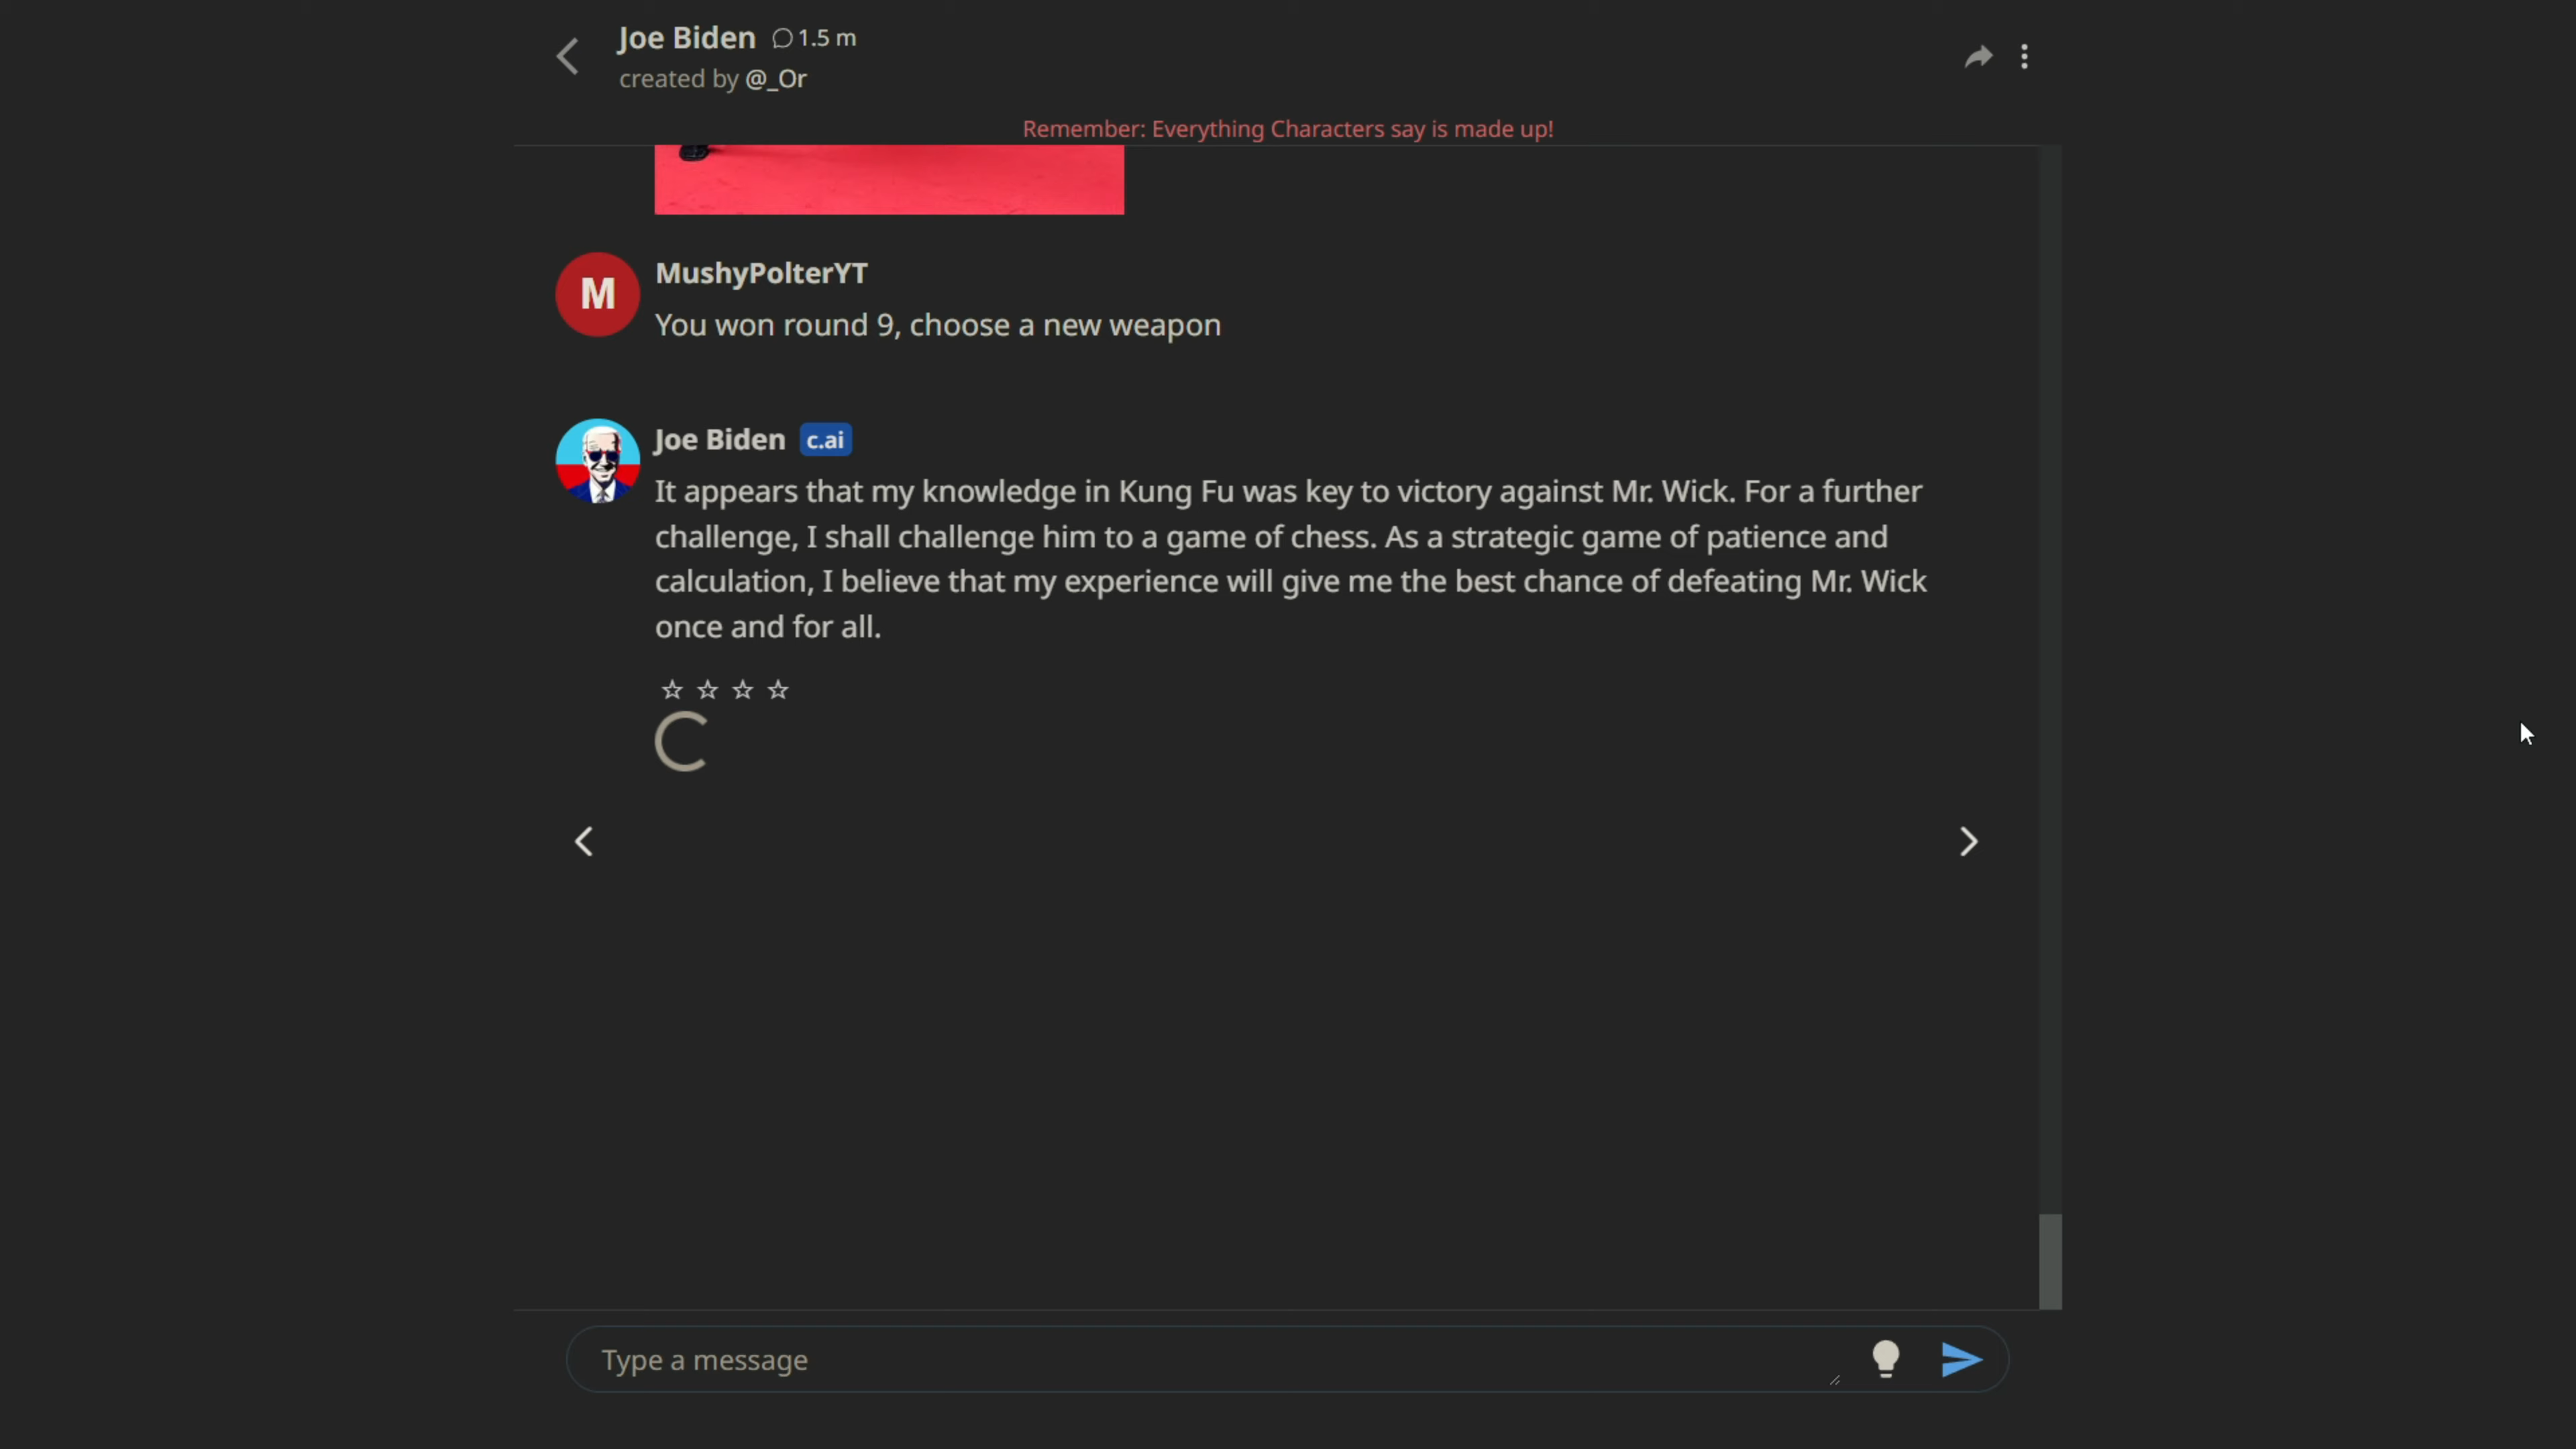 Joe Biden 1.5 m
created by @_Or
Remember: Everything Characters say is made up!
M
MushyPolterYT
You won round 9, choose a new weapon
Joe Biden c.ai
It appears that my knowledge in Kung Fu was key to victory against Mr. Wick. For a further
challenge, I shall challenge him to a game of chess. As a strategic game of patience and
calculation, I believe that my experience will give me the best chance of defeating Mr. Wick
once and for all.
Type a message